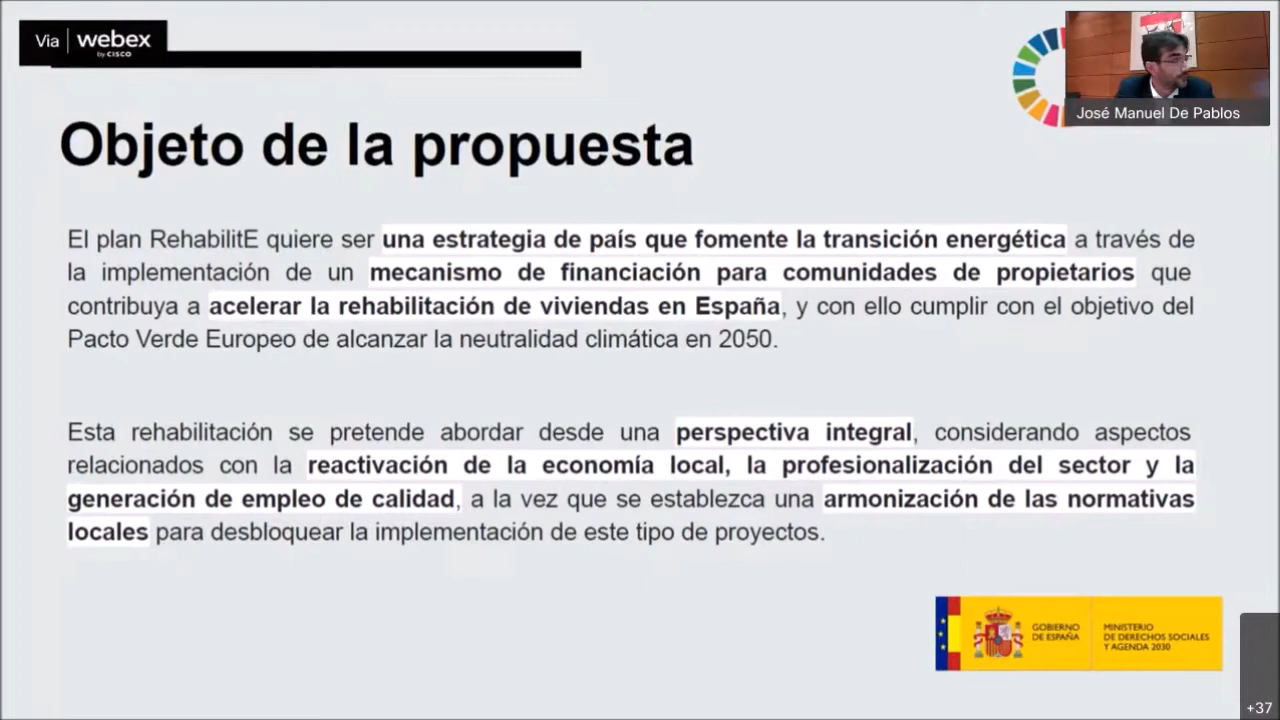 Via webex
by CISCO
José Manuel De Pablos
Objeto de la propuesta
El plan RehabilitE quiere ser una estrategia de país que fomente la transición energética a través de
la implementación de un mecanismo de financiación para comunidades de propietarios que
contribuya a acelerar la rehabilitación de viviendas en España, y con ello cumplir con el objetivo del
Pacto Verde Europeo de alcanzar la neutralidad climática en 2050.
Esta rehabilitación se pretende abordar desde una perspectiva integral, considerando aspectos
relacionados con la reactivación de la economía local, la profesionalización del sector y la
generación de empleo de calidad, a la vez que se establezca una armonización de las normativas
locales para desbloquear la implementación de este tipo de proyectos.
GOBIERNO
DE ESPAÑA
MINISTERIO
DE DERECHOS SOCIALES
Y AGENDA 2030
+37